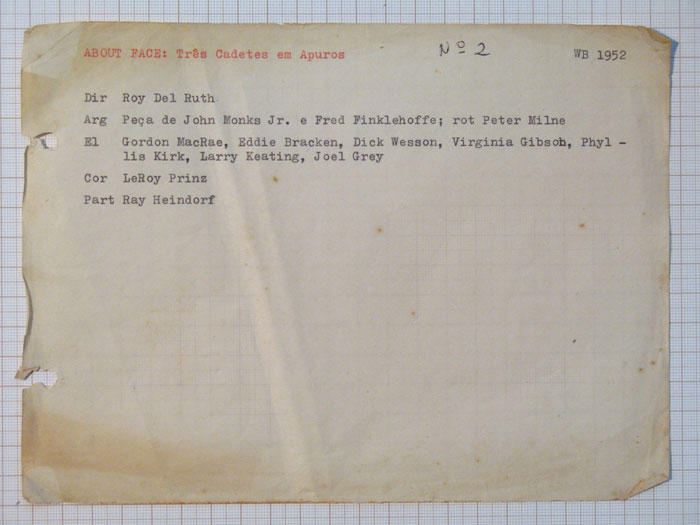 ABOUT FACE: Três Cadetes em Apuros Nº 2 WB 1952
Dir Roy Del Ruth
Arg Peça de John Monks Jr. e Fred Finklehoffe; rot Peter Milne
El Gordon MacRae, Eddie Bracken, Dick Wesson, Virginia Gibson, Phyl -
lis Kirk, Larry Keating, Joel Grey
Cor LeRoy Prinz
Part Ray Heindorf